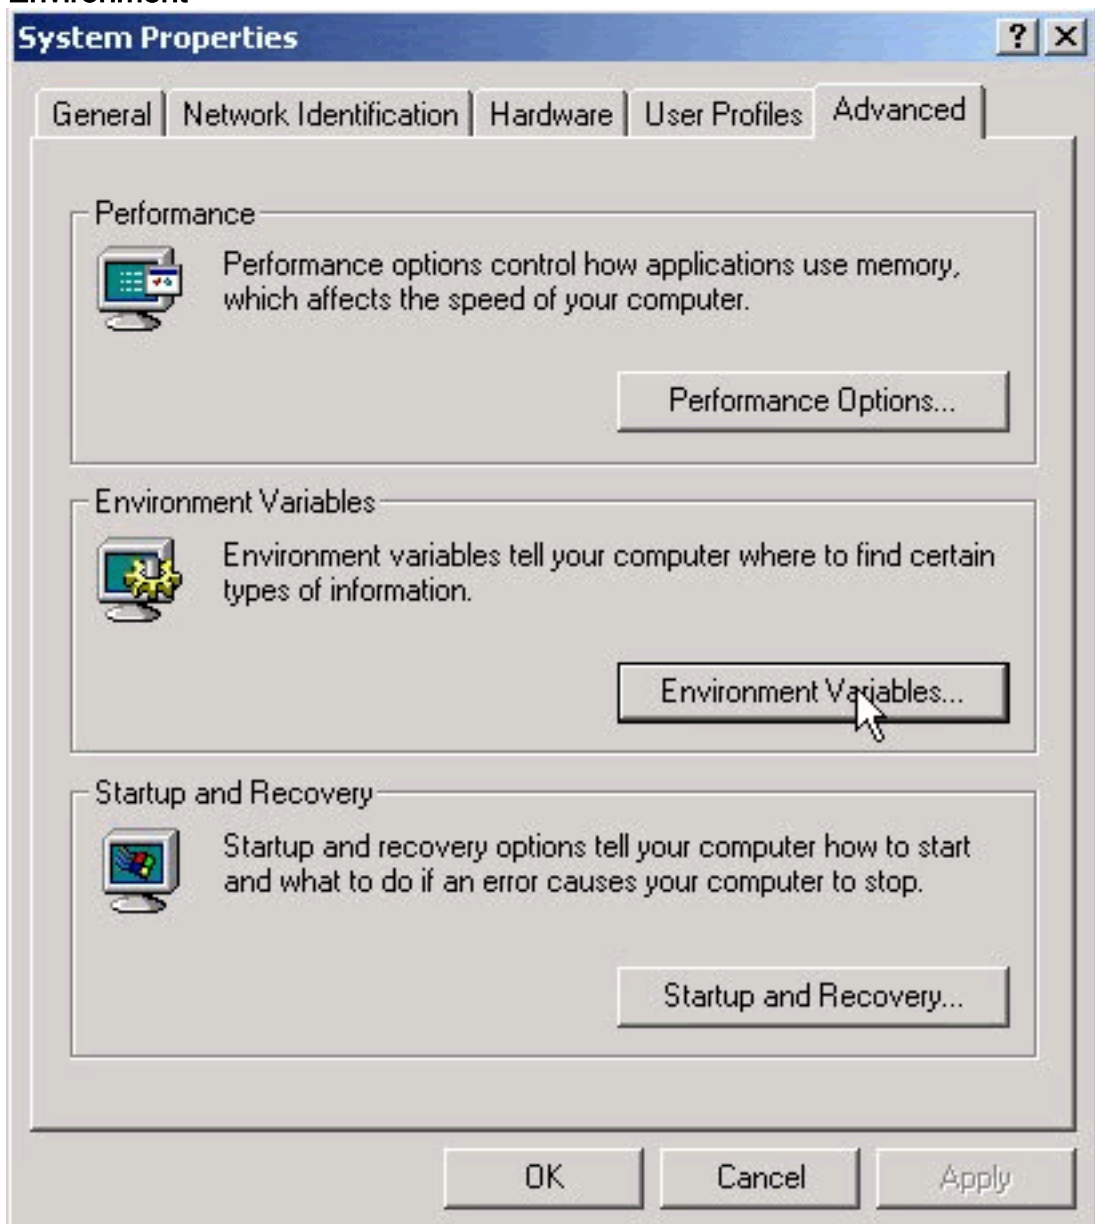 Environment
System Properties
General
Network Identification
Hardware
User Profiles
Advanced
Performance
Performance options control how applications use memory,
which affects the speed of your computer.
Performance Options...
Environment Variables
Environment variables tell your computer where to find certain
types of information.
Environment Variables...
Startup and Recovery
Startup and recovery options tell your computer how to start
and what to do if an error causes your computer to stop.
Startup and Recovery...
OK
Cancel
Apply